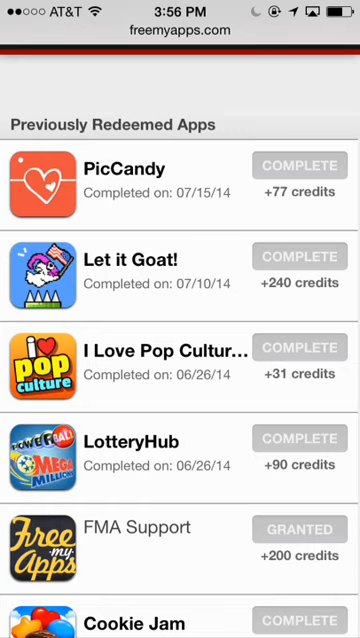 AT&T 3:56 PM
freemyapps.com
Previously Redeemed Apps
PicCandy
COMPLETE
Completed on: 07/15/14
+77 credits
Let it Goat!
COMPLETE
Completed on: 07/10/14
+240 credits
i
pop
culture
I Love Pop Cultur...
COMPLETE
Completed on: 06/26/14
+31 credits
POWERBALL
MEGA
MILLIONS
LotteryHub
COMPLETE
Completed on: 06/26/14
+90 credits
Free
my
Apps
FMA Support
GRANTED
+200 credits
Cookie Jam
COMPLETE